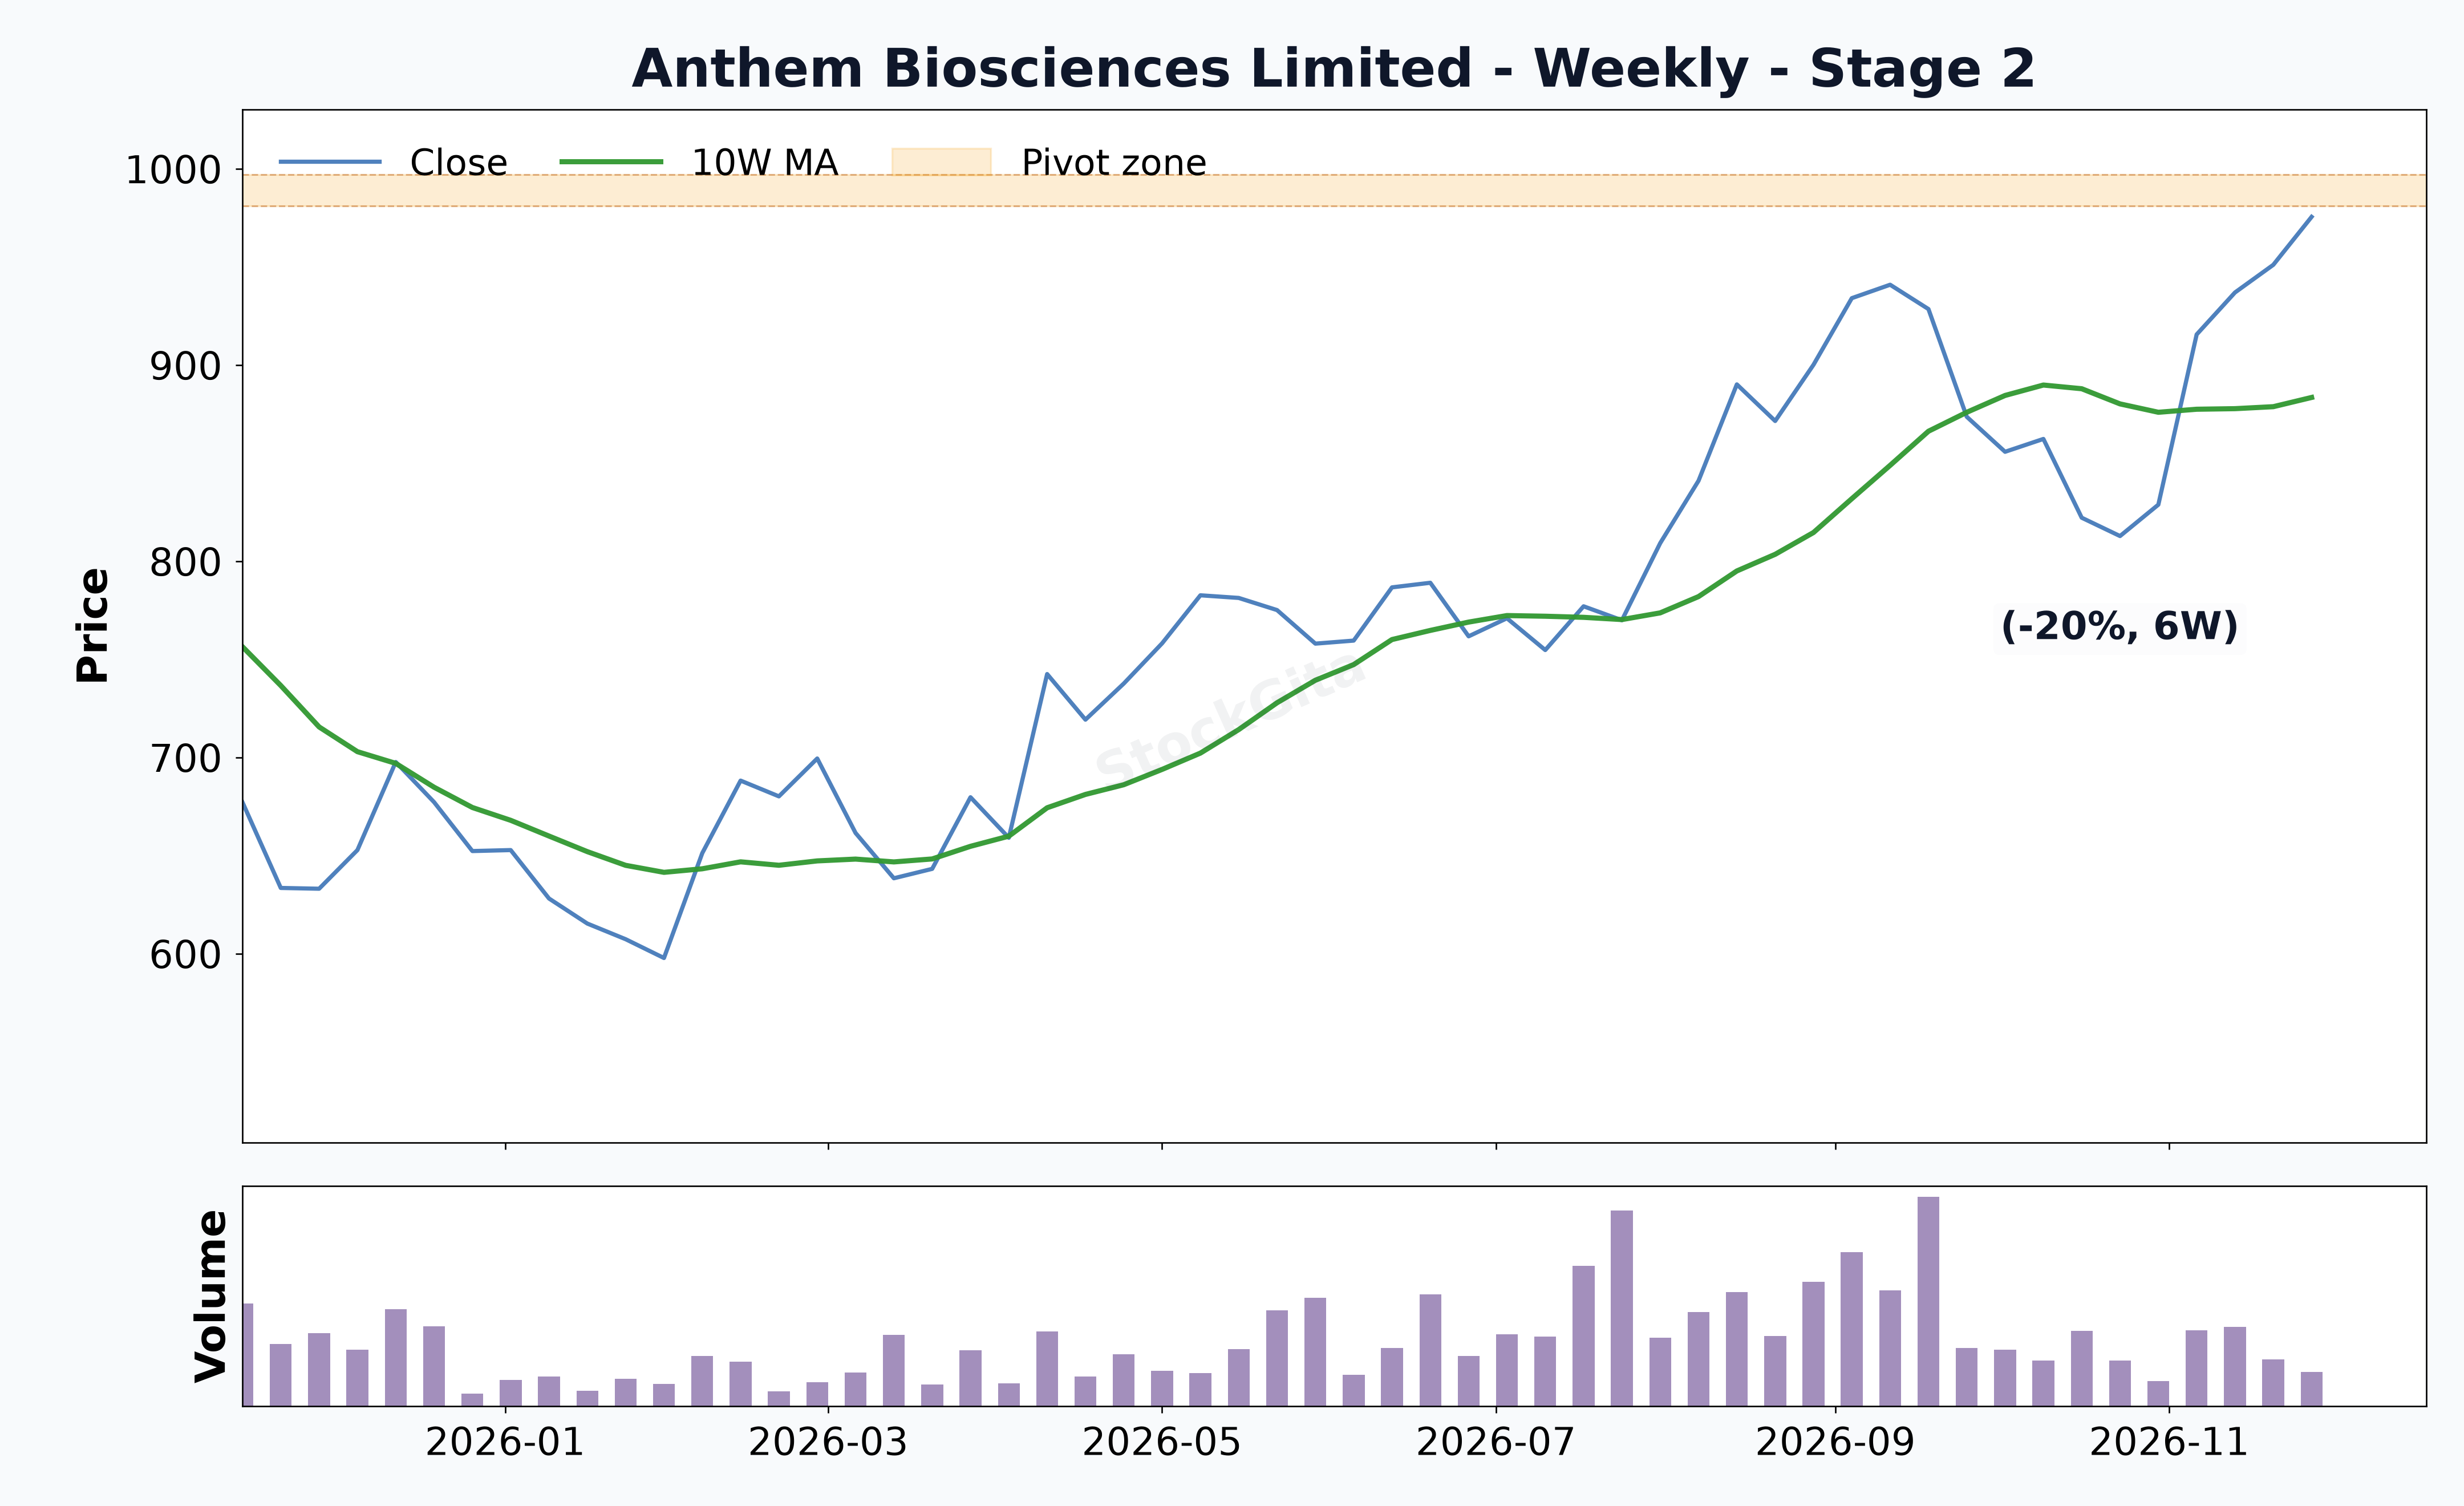 Anthem Biosciences Limited - Weekly - Stage 2
Close 10W MA Pivot zone
1000
900
800
700
600
Price
(-20%, 6W)
StockGita
Volume
2026-01 2026-03 2026-05 2026-07 2026-09 2026-11